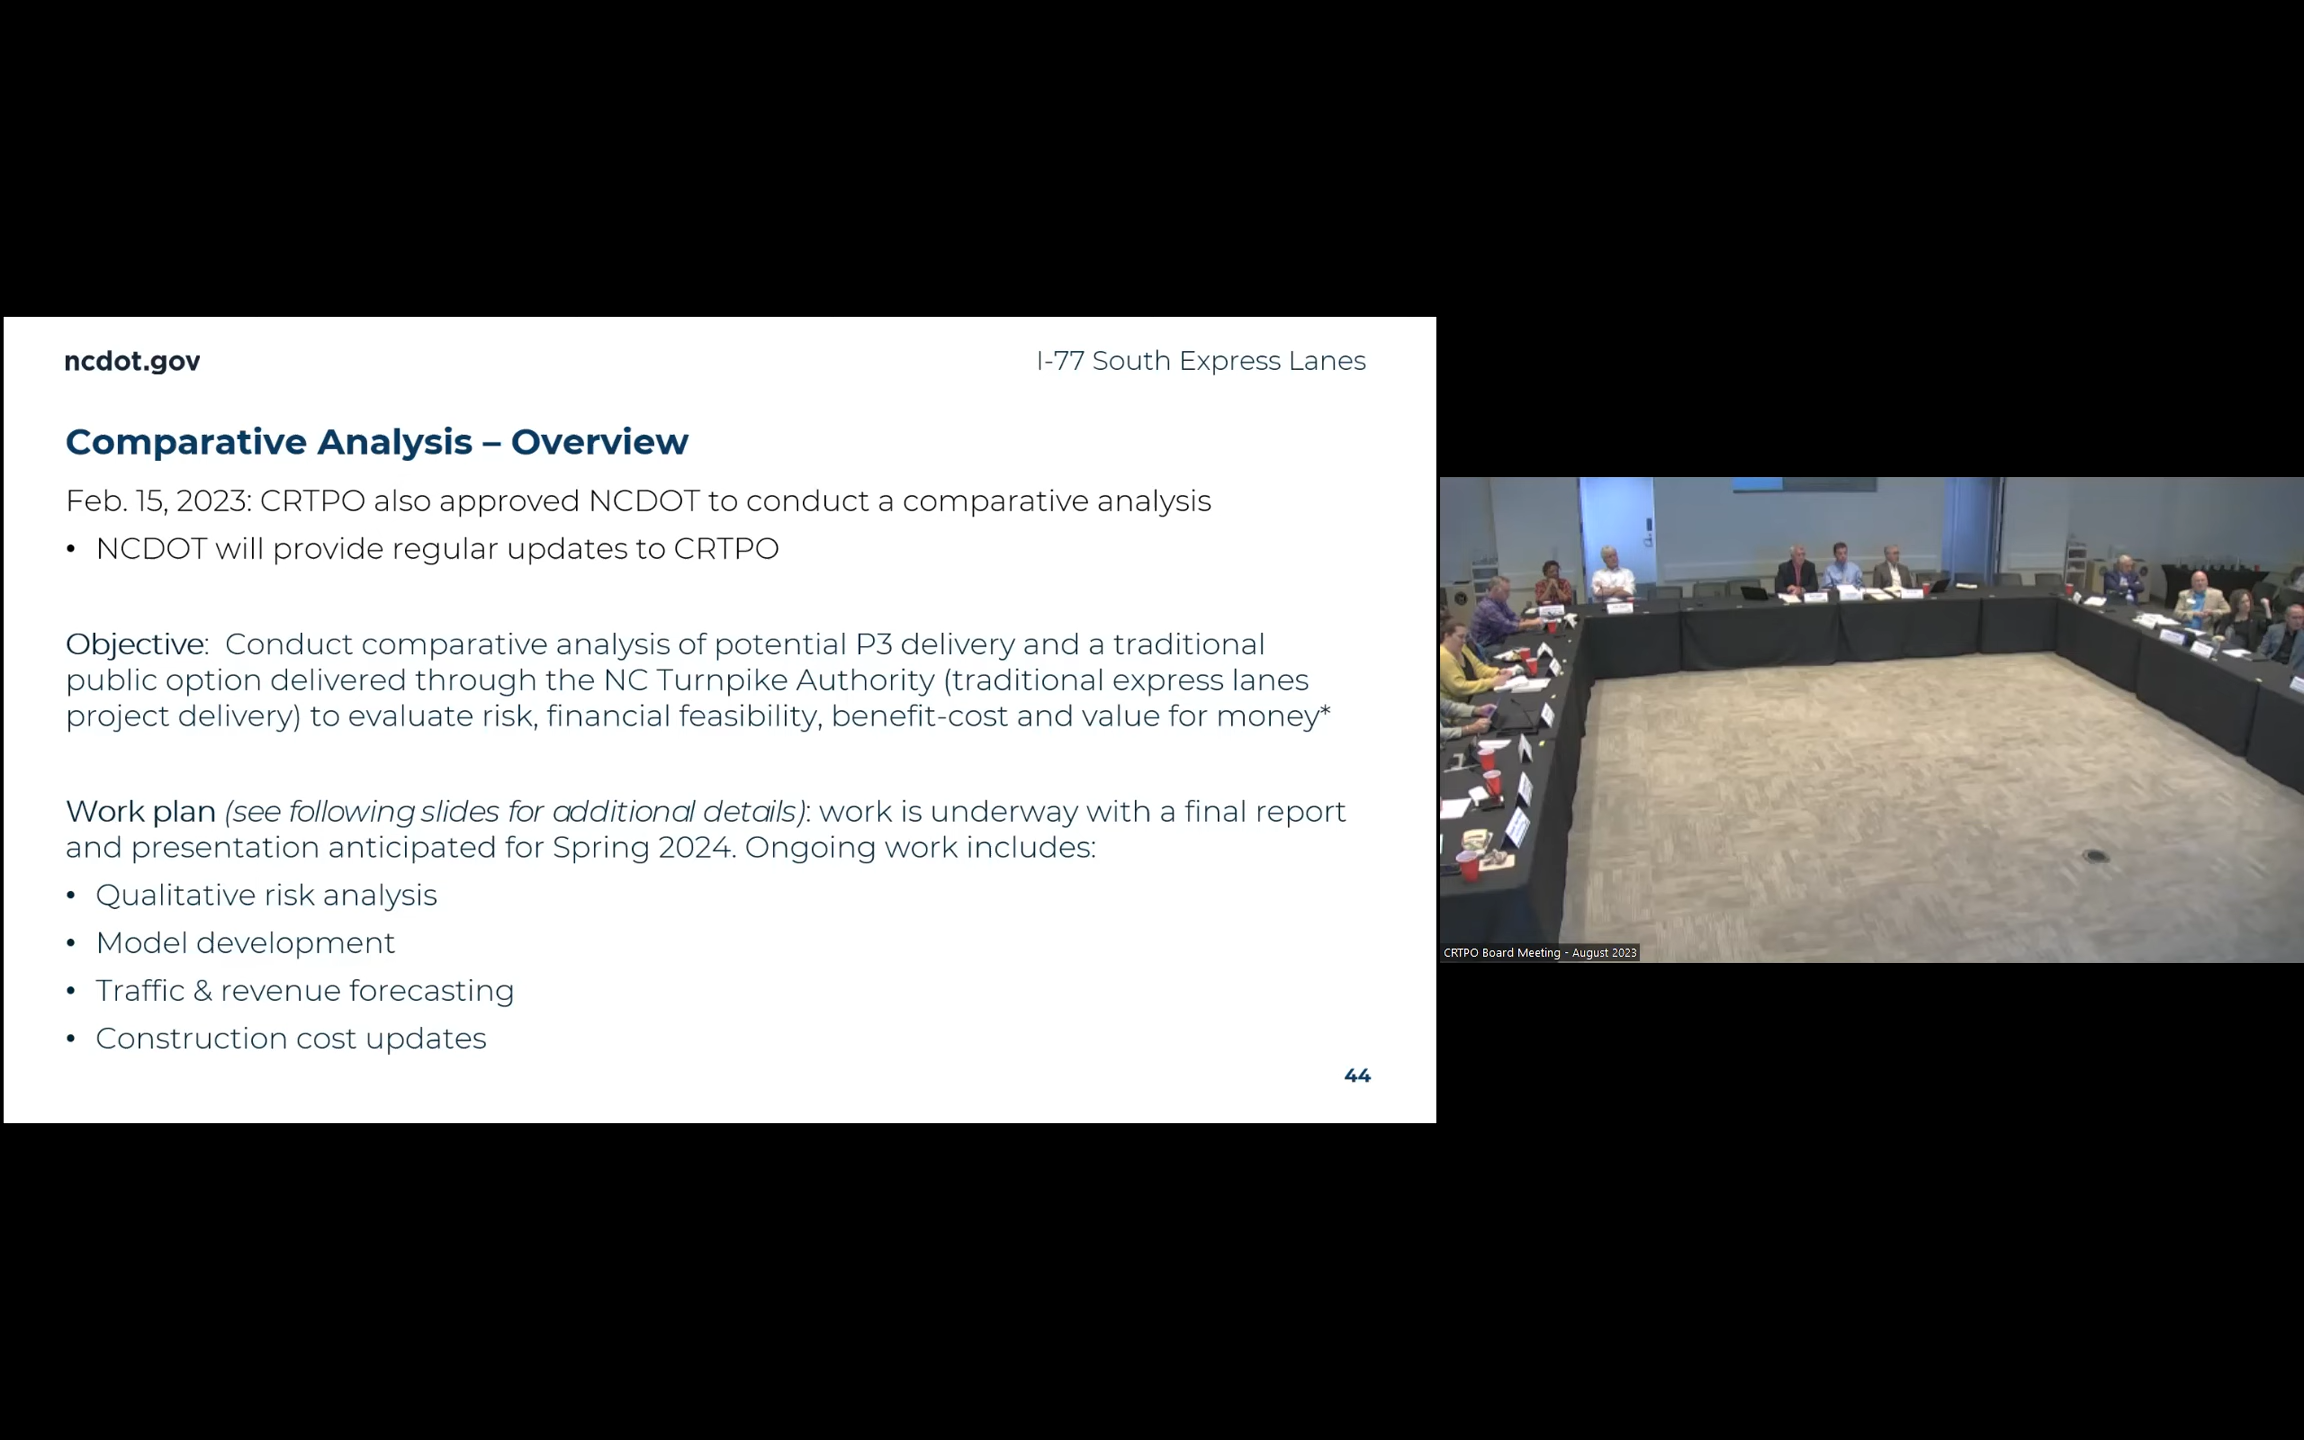 ncdot.gov
I-77 South Express Lanes
Comparative Analysis – Overview
Feb. 15, 2023: CRTPO also approved NCDOT to conduct a comparative analysis
• NCDOT will provide regular updates to CRTPO
Objective: Conduct comparative analysis of potential P3 delivery and a traditional
public option delivered through the NC Turnpike Authority (traditional express lanes
project delivery) to evaluate risk, financial feasibility, benefit-cost and value for money*
Work plan (see following slides for additional details): work is underway with a final report
and presentation anticipated for Spring 2024. Ongoing work includes:
• Qualitative risk analysis
• Model development
• Traffic & revenue forecasting
• Construction cost updates
44
CRTPO Board Meeting - August 2023